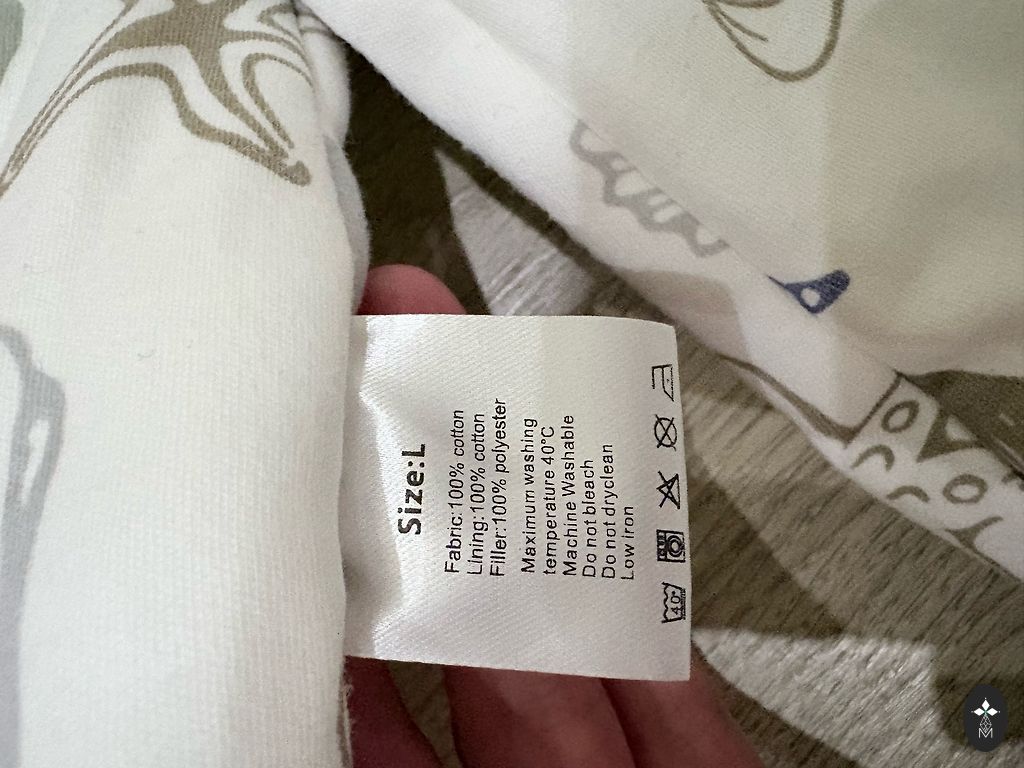 Size:L
Fabric:100% cotton
Lining:100% cotton
Filler:100% polyester
Maximum washing
temperature 40°C
Machine Washable
Do not bleach
Do not dryclean
Low iron
40°
M